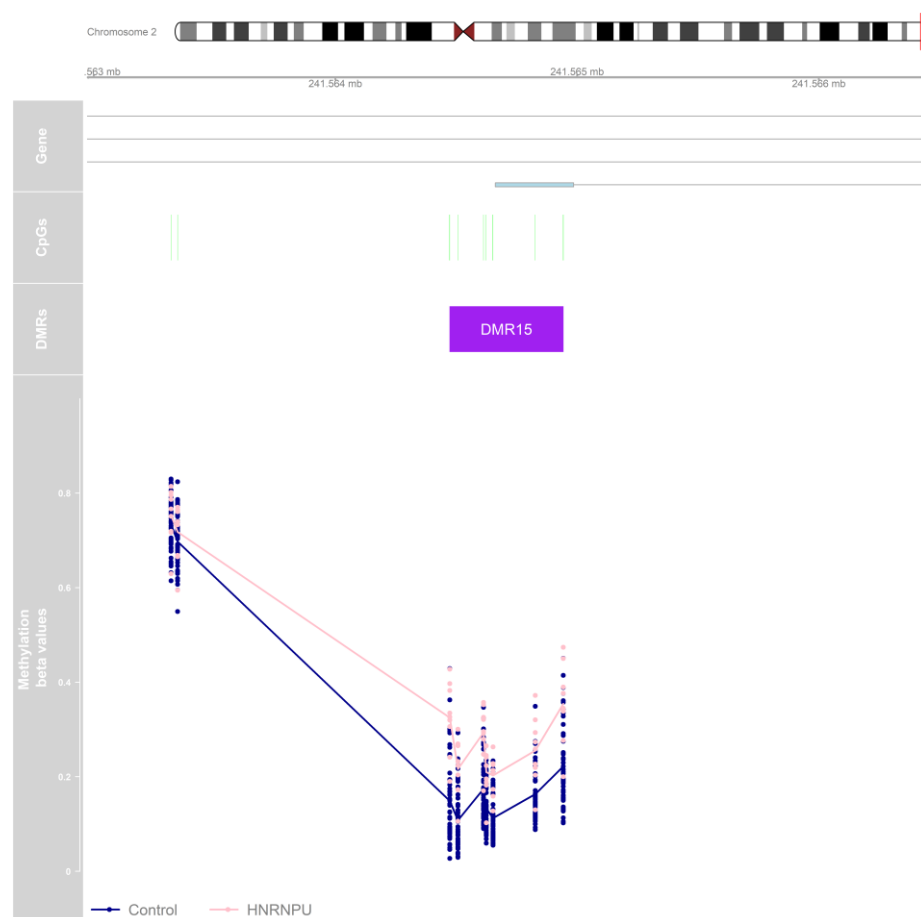 Chromosome 2
.563 mb
241.565 mb
241.564 mb
241.566 mb
Gene
CpGs
DMRs
DMR15
Methylation
beta values
0.8
0.6
0.4
0.2
0
Control
HNRNPU